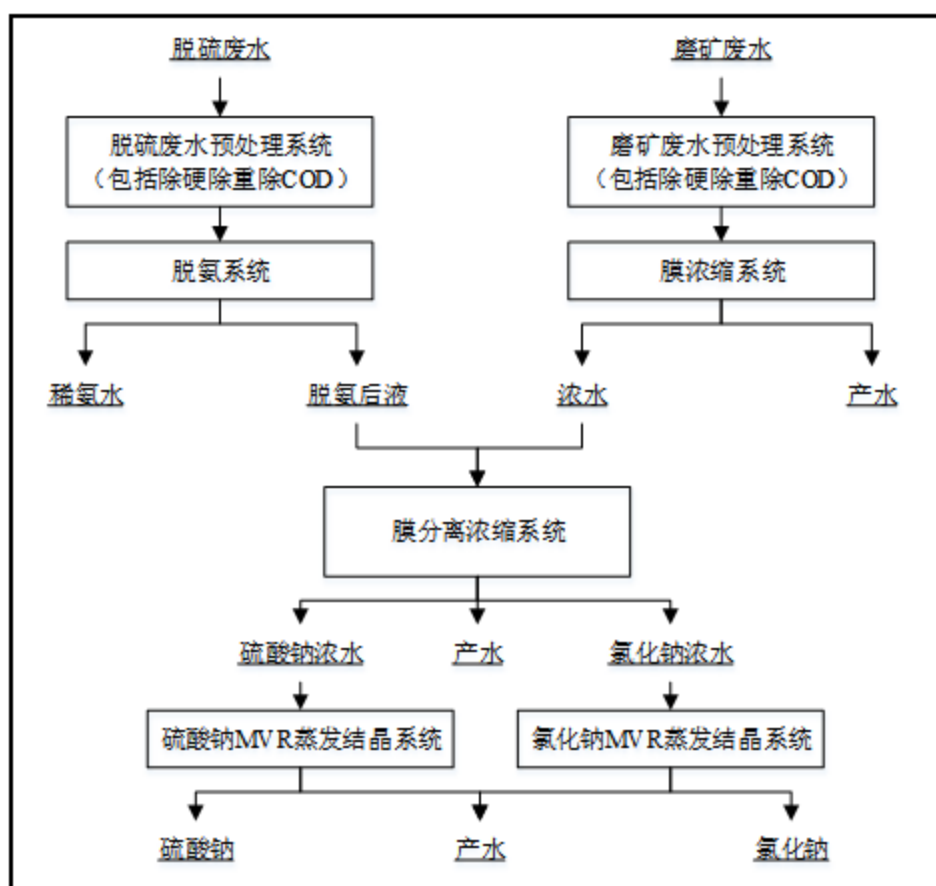 脱硫废水
磨矿废水
脱硫废水预处理系统
（包括除硬除重除COD）
磨矿废水预处理系统
（包括除硬除重除COD）
脱氨系统
膜浓缩系统
稀氨水
脱氨后液
浓水
产水
膜分离浓缩系统
硫酸钠浓水
产水
氯化钠浓水
硫酸钠MVR蒸发结晶系统
氯化钠MVR蒸发结晶系统
硫酸钠
产水
氯化钠